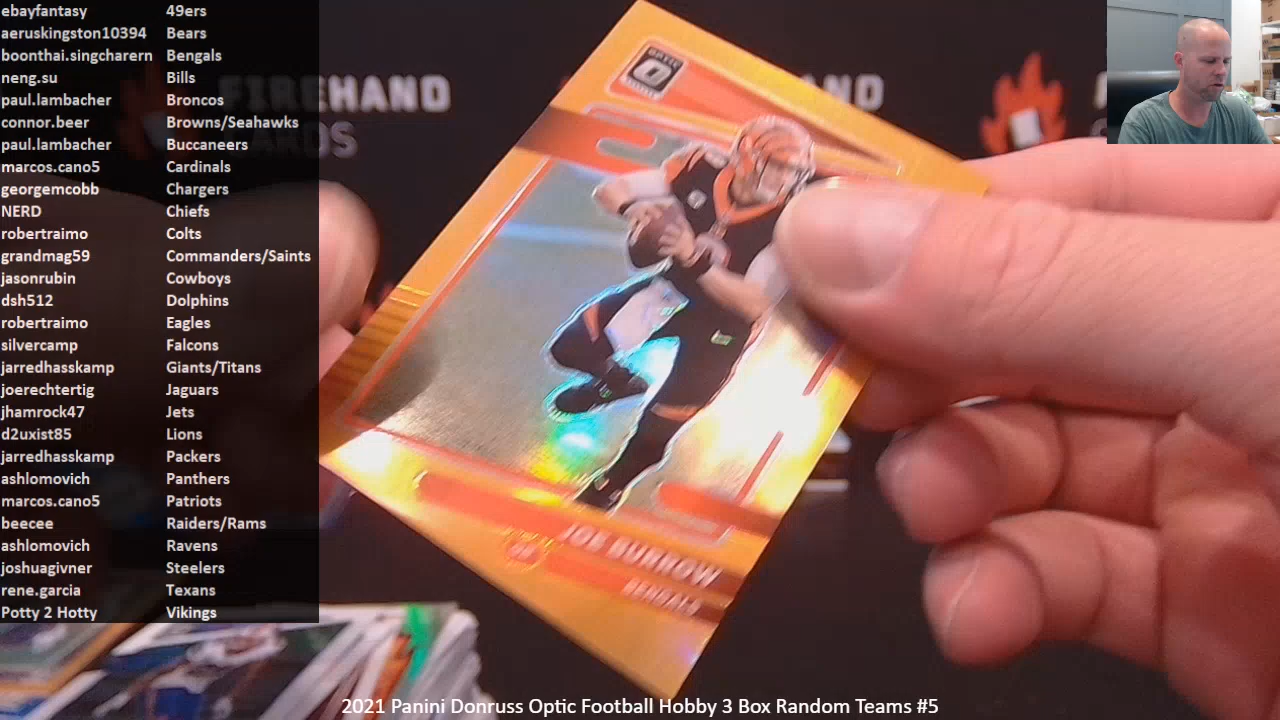 ebayfantasy 49ers
aeruskingston10394 Bears
boonthai.singcharern Bengals
neng.su Bills
paul.lambacher Broncos
connor.beer Browns/Seahawks
paul.lambacher Buccaneers
marcos.cano5 Cardinals
georgemcobb Chargers
NERD Chiefs
robertraimo Colts
grandmag59 Commanders/Saints
jasonrubin Cowboys
dsh512 Dolphins
robertraimo Eagles
silvercamp Falcons
jarredhasskamp Giants/Titans
joerechtertig Jaguars
jhamrock47 Jets
d2uxist85 Lions
jarredhasskamp Packers
ashlomovich Panthers
marcos.cano5 Patriots
beecee Raiders/Rams
ashlomovich Ravens
joshuagivner Steelers
rene.garcia Texans
Potty 2 Hotty Vikings
FIREHAND
CARDS
OPTIC
JOE BURROW
BENGALS
2021 Panini Donruss Optic Football Hobby 3 Box Random Teams #5